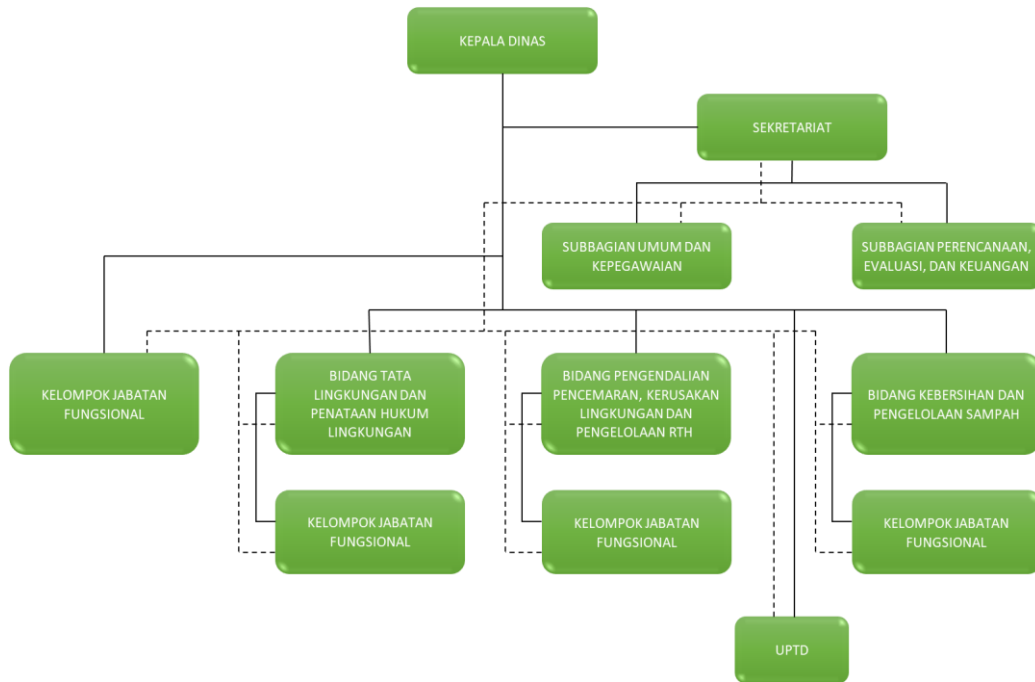 KEPALA DINAS
SEKRETARIAT
SUBBAGIAN UMUM DAN
KEPEGAWAIAN
SUBBAGIAN PERENCANAAN,
EVALUASI, DAN KEUANGAN
KELOMPOK JABATAN
FUNGSIONAL
BIDANG TATA
LINGKUNGAN DAN
PENATAAN HUKUM
LINGKUNGAN
BIDANG PENGENDALIAN
PENCEMARAN, KERUSAKAN
LINGKUNGAN DAN
PENGELOLAAN RTH
BIDANG KEBERSIHAN DAN
PENGELOLAAN SAMPAH
KELOMPOK JABATAN
FUNGSIONAL
KELOMPOK JABATAN
FUNGSIONAL
KELOMPOK JABATAN
FUNGSIONAL
UPTD